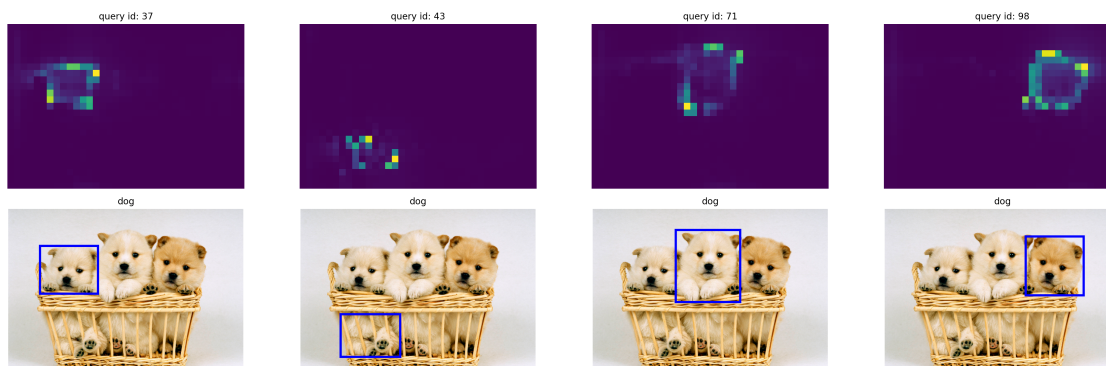 query id: 37
query id: 43
query id: 71
query id: 98
dog
dog
dog
dog